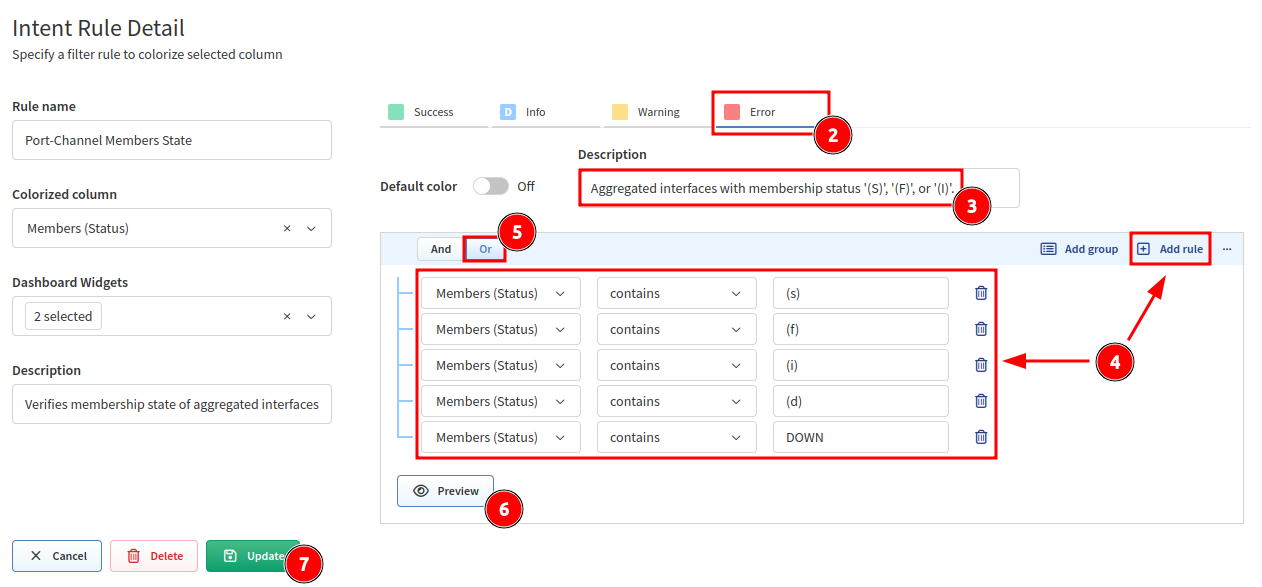 Intent Rule Detail
Specify a filter rule to colorize selected column
Rule name
Port-Channel Members State
Colorized column
Members (Status)
Dashboard Widgets
2 selected
Description
Verifies membership state of aggregated interfaces
Cancel
Delete
Update
7
Success
D Info
Warning
Error
2
Description
Default color
Off
Aggregated interfaces with membership status '(S)', '(F)', or '(I)'.
3
5
And
Or
Add group
Add rule
...
Members (Status) contains (s)
Members (Status) contains (f)
Members (Status) contains (i)
Members (Status) contains (d)
Members (Status) contains DOWN
4
Preview
6